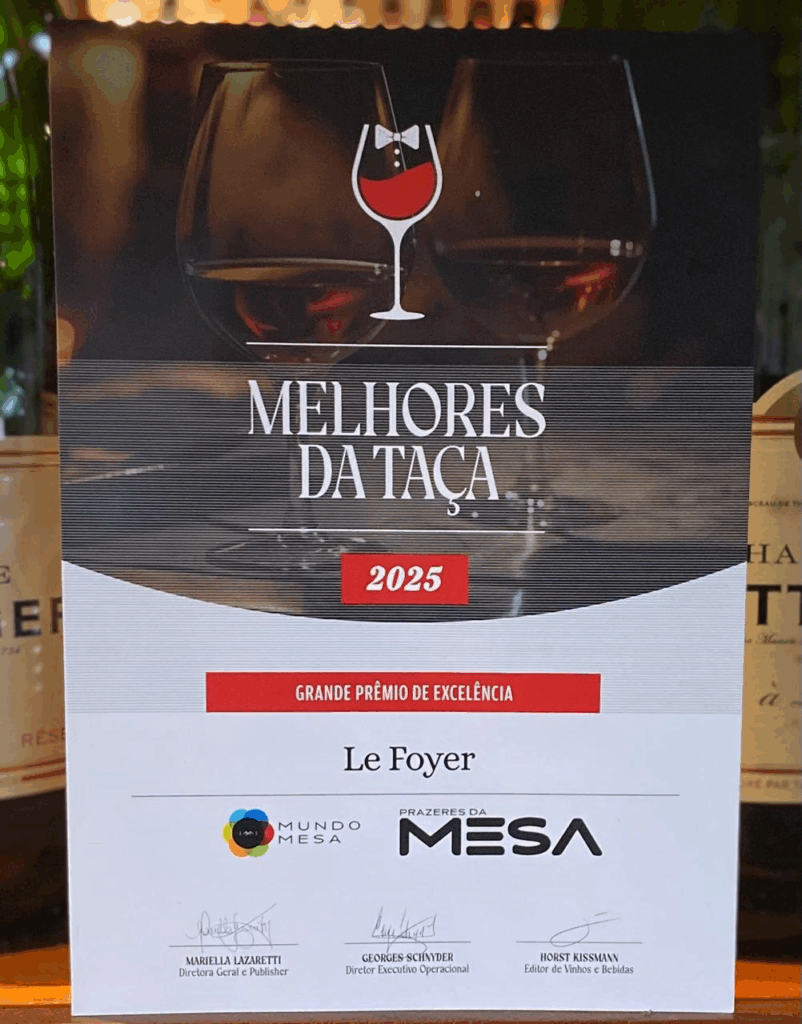 MELHORES
DA TAÇA
2025
GRANDE PRÊMIO DE EXCELÊNCIA
Le Foyer
MUNDO
MESA
PRAZERES DA
MESA
MARIELLA LAZARETTI
Diretora Geral e Publisher
GEORGES SCHNYDER
Diretor Executivo Operacional
HORST KISSMANN
Editor de Vinhos e Bebidas